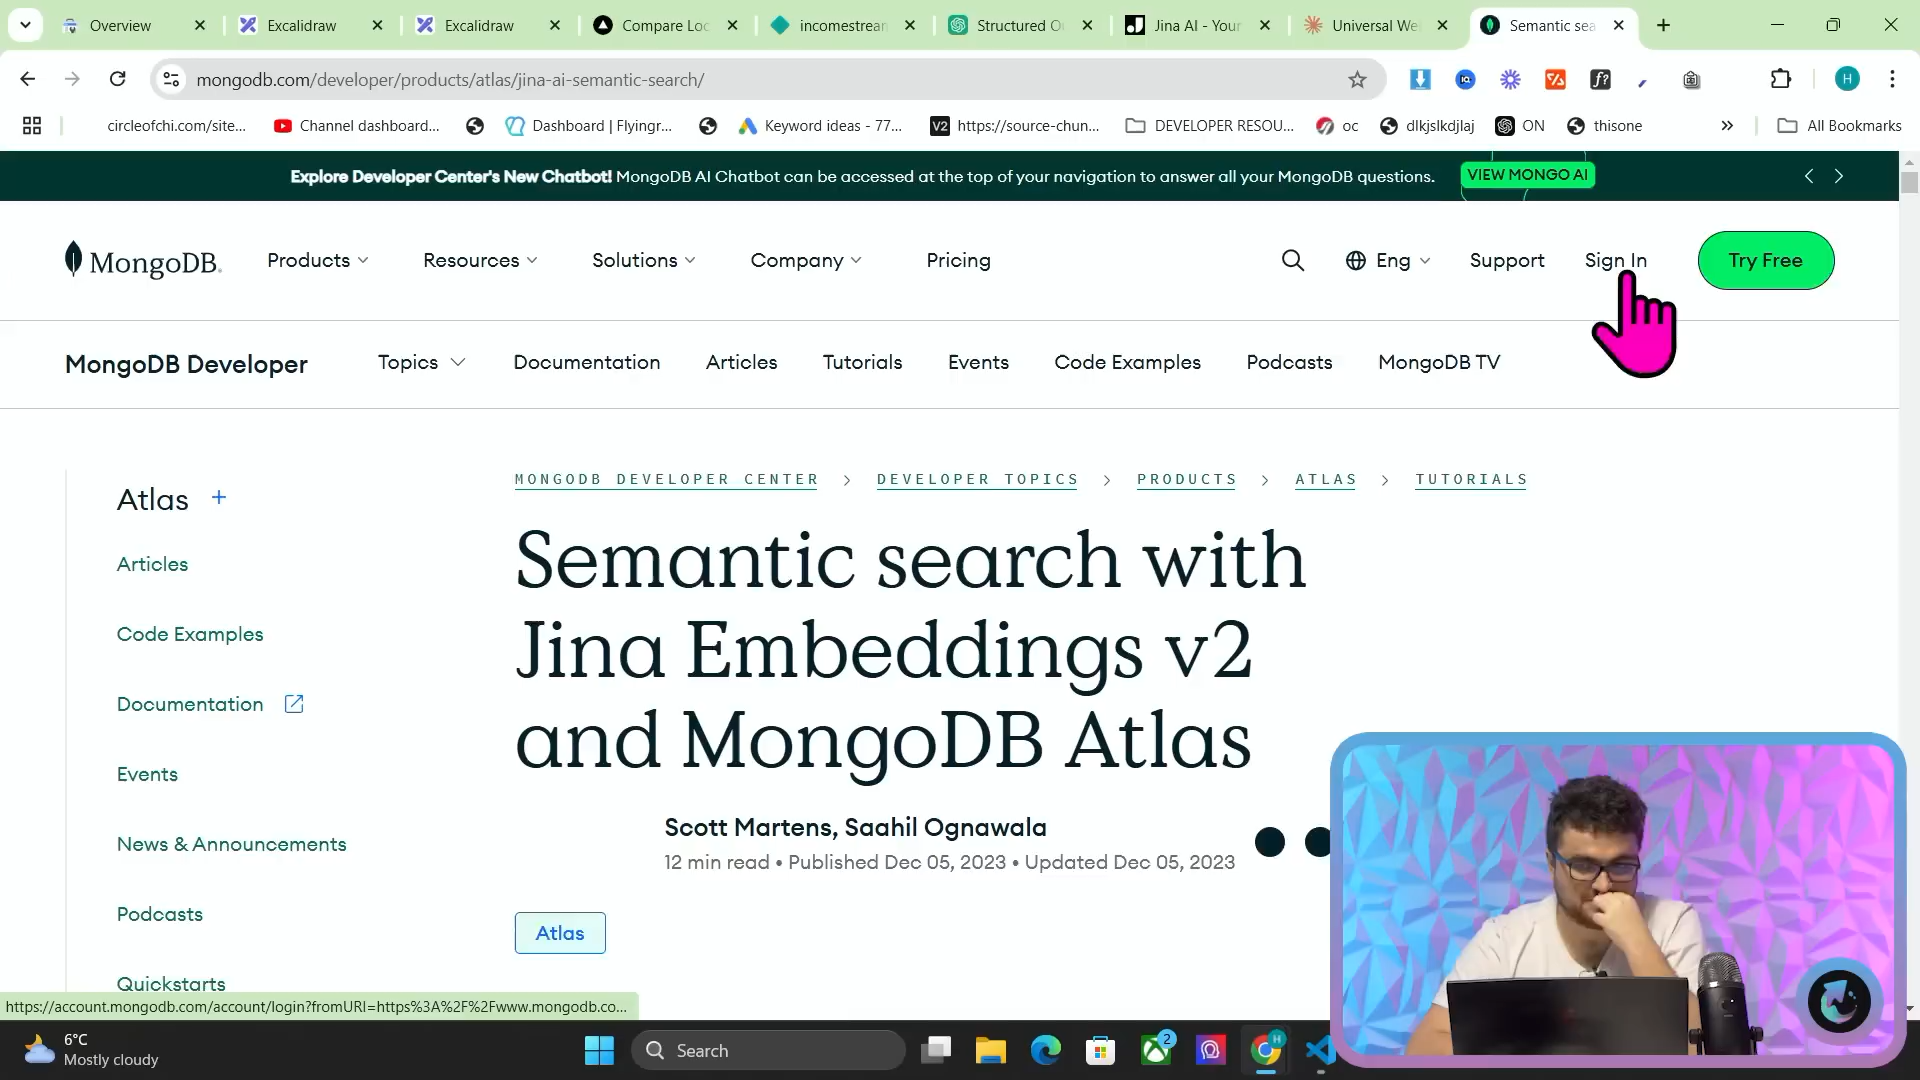 Overview
Excalidraw
Excalidraw
Compare Loc
incomestrean
Structured O
Jina AI - Your
Universal We
Semantic sea
mongodb.com/developer/products/atlas/jina-ai-semantic-search/
circleofchi.com/site...
Channel dashboard...
Dashboard | Flyingr...
Keyword ideas - 77...
https://source-chun...
DEVELOPER RESOU...
oc
dlkjslkdjlaj
ON
thisone
All Bookmarks
Explore Developer Center's New Chatbot! MongoDB AI Chatbot can be accessed at the top of your navigation to answer all your MongoDB questions.
VIEW MONGO AI
MongoDB.
Products
Resources
Solutions
Company
Pricing
Eng
Support
Sign In
Try Free
MongoDB Developer
Topics
Documentation
Articles
Tutorials
Events
Code Examples
Podcasts
MongoDB TV
MONGODB DEVELOPER CENTER > DEVELOPER TOPICS > PRODUCTS > ATLAS > TUTORIALS
Atlas +
Articles
Code Examples
Documentation
Events
News & Announcements
Podcasts
Quickstarts
Semantic search with
Jina Embeddings v2
and MongoDB Atlas
Scott Martens, Saahil Ognawala
12 min read • Published Dec 05, 2023 • Updated Dec 05, 2023
Atlas
https://account.mongodb.com/account/login?fromURI=https%3A%2F%2Fwww.mongodb.co...
6°C
Mostly cloudy
Search
2
H
H
V2
f?